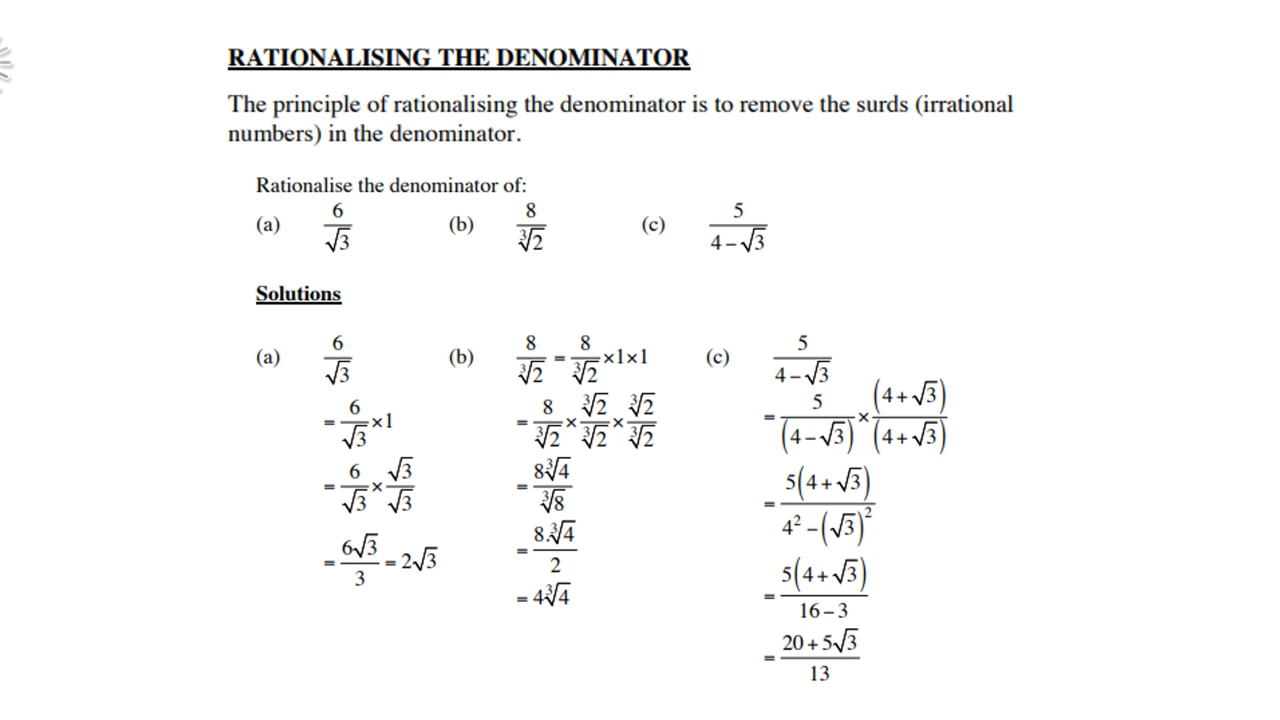 RATIONALISING THE DENOMINATOR
The principle of rationalising the denominator is to remove the surds (irrational
numbers) in the denominator.
Rationalise the denominator of:
(a) 6/√3 (b) 8/∛2 (c) 5/(4−√3)
Solutions
(a) 6/√3
= 6/√3 × 1
= 6/√3 × √3/√3
= 6√3/3 = 2√3
(b) 8/∛2 = 8/∛2 ×1×1
= 8/∛2 × ∛2/∛2 × ∛2/∛2
= 8∛4/∛8
= 8.∛4/2
= 4∛4
(c) 5/(4−√3)
= 5/(4−√3) × (4+√3)/(4+√3)
= 5(4+√3)/(4²−(√3)²)
= 5(4+√3)/(16−3)
= (20+5√3)/13